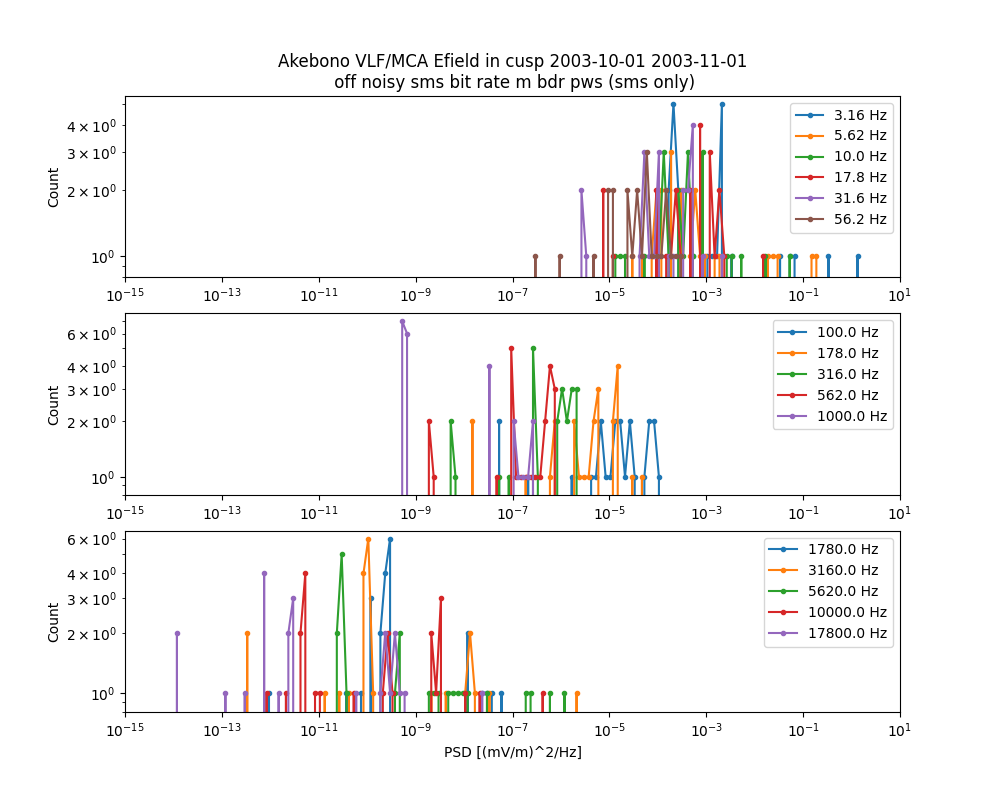 Akebono VLF/MCA Efield in cusp 2003-10-01 2003-11-01
off noisy sms bit rate m bdr pws (sms only)
Count
4 × 10⁰
3 × 10⁰
2 × 10⁰
10⁰
3.16 Hz
5.62 Hz
10.0 Hz
17.8 Hz
31.6 Hz
56.2 Hz
10⁻¹⁵ 10⁻¹³ 10⁻¹¹ 10⁻⁹ 10⁻⁷ 10⁻⁵ 10⁻³ 10⁻¹ 10¹
Count
6 × 10⁰
4 × 10⁰
3 × 10⁰
2 × 10⁰
10⁰
100.0 Hz
178.0 Hz
316.0 Hz
562.0 Hz
1000.0 Hz
10⁻¹⁵ 10⁻¹³ 10⁻¹¹ 10⁻⁹ 10⁻⁷ 10⁻⁵ 10⁻³ 10⁻¹ 10¹
Count
6 × 10⁰
4 × 10⁰
3 × 10⁰
2 × 10⁰
10⁰
1780.0 Hz
3160.0 Hz
5620.0 Hz
10000.0 Hz
17800.0 Hz
10⁻¹⁵ 10⁻¹³ 10⁻¹¹ 10⁻⁹ 10⁻⁷ 10⁻⁵ 10⁻³ 10⁻¹ 10¹
PSD [(mV/m)^2/Hz]